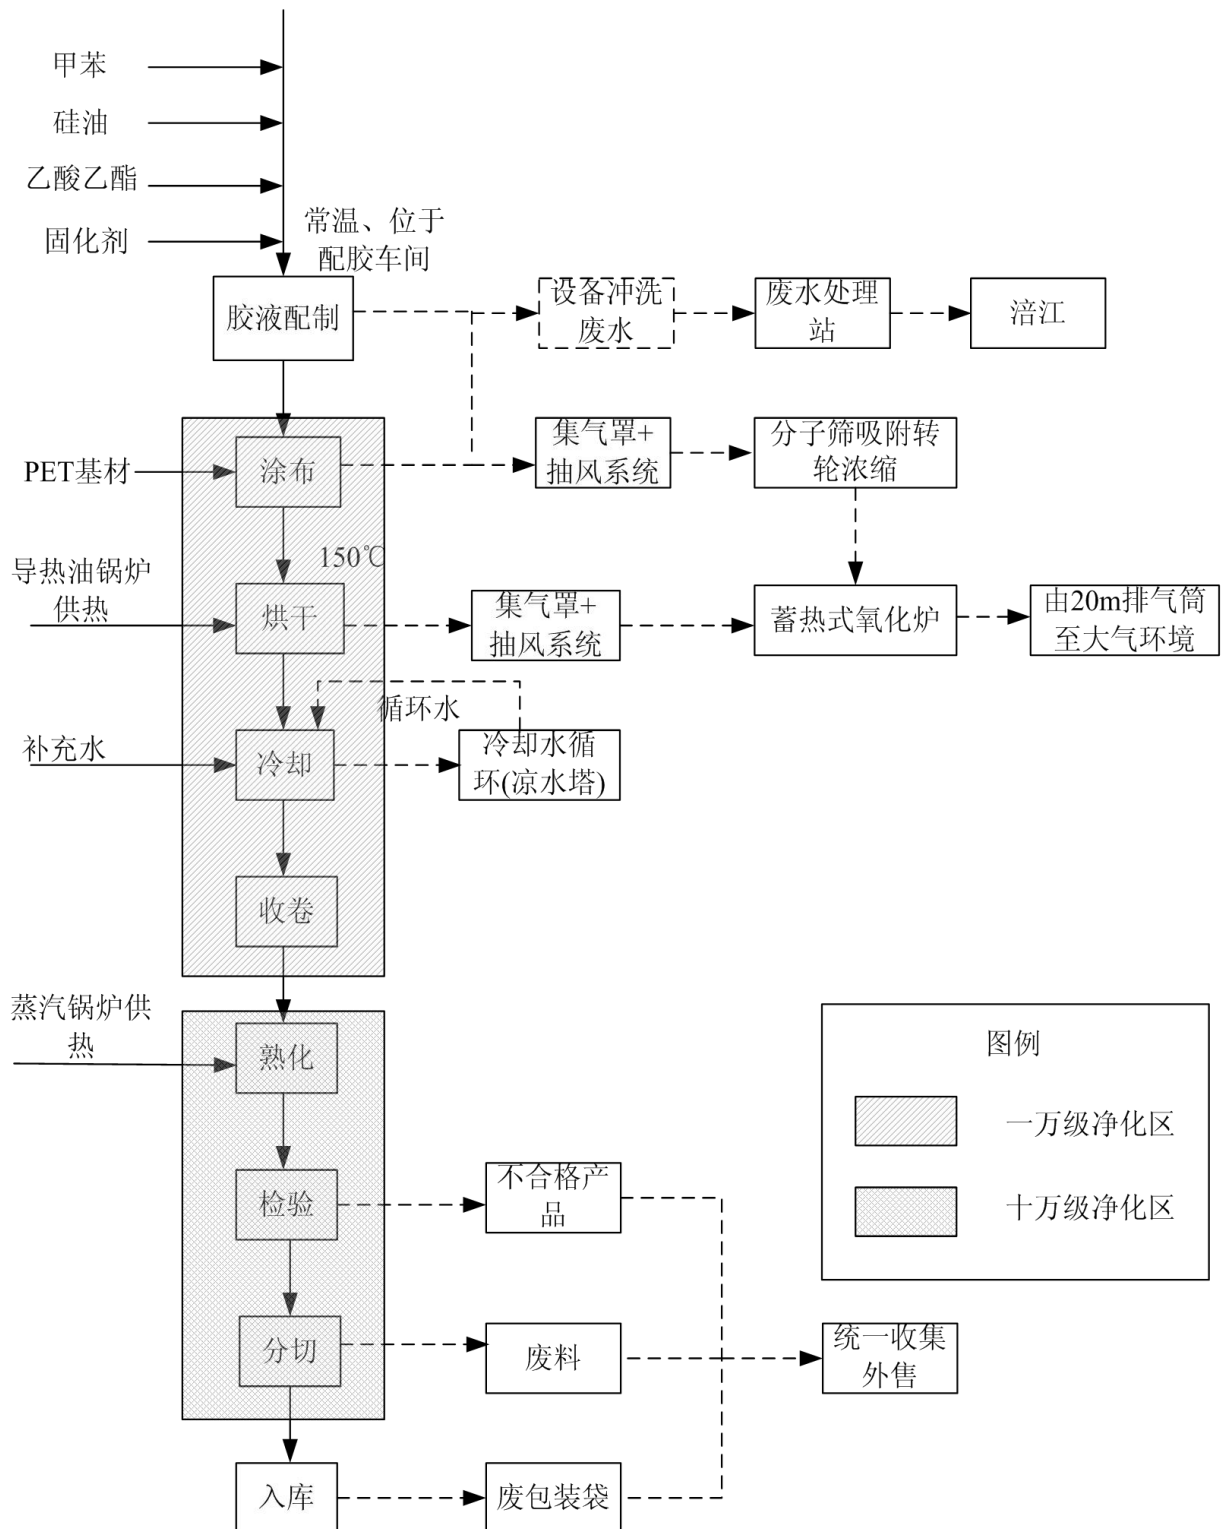 甲苯
硅油
乙酸乙酯
固化剂
常温、位于
配胶车间
胶液配制
设备冲洗
废水
废水处理
站
涪江
PET基材
涂布
集气罩+
抽风系统
分子筛吸附转
轮浓缩
150℃
导热油锅炉
供热
烘干
集气罩+
抽风系统
蓄热式氧化炉
由20m排气筒
至大气环境
循环水
补充水
冷却
冷却水循
环(凉水塔)
收卷
蒸汽锅炉供
热
熟化
图例
一万级净化区
十万级净化区
检验
不合格产
品
分切
废料
统一收集
外售
入库
废包装袋